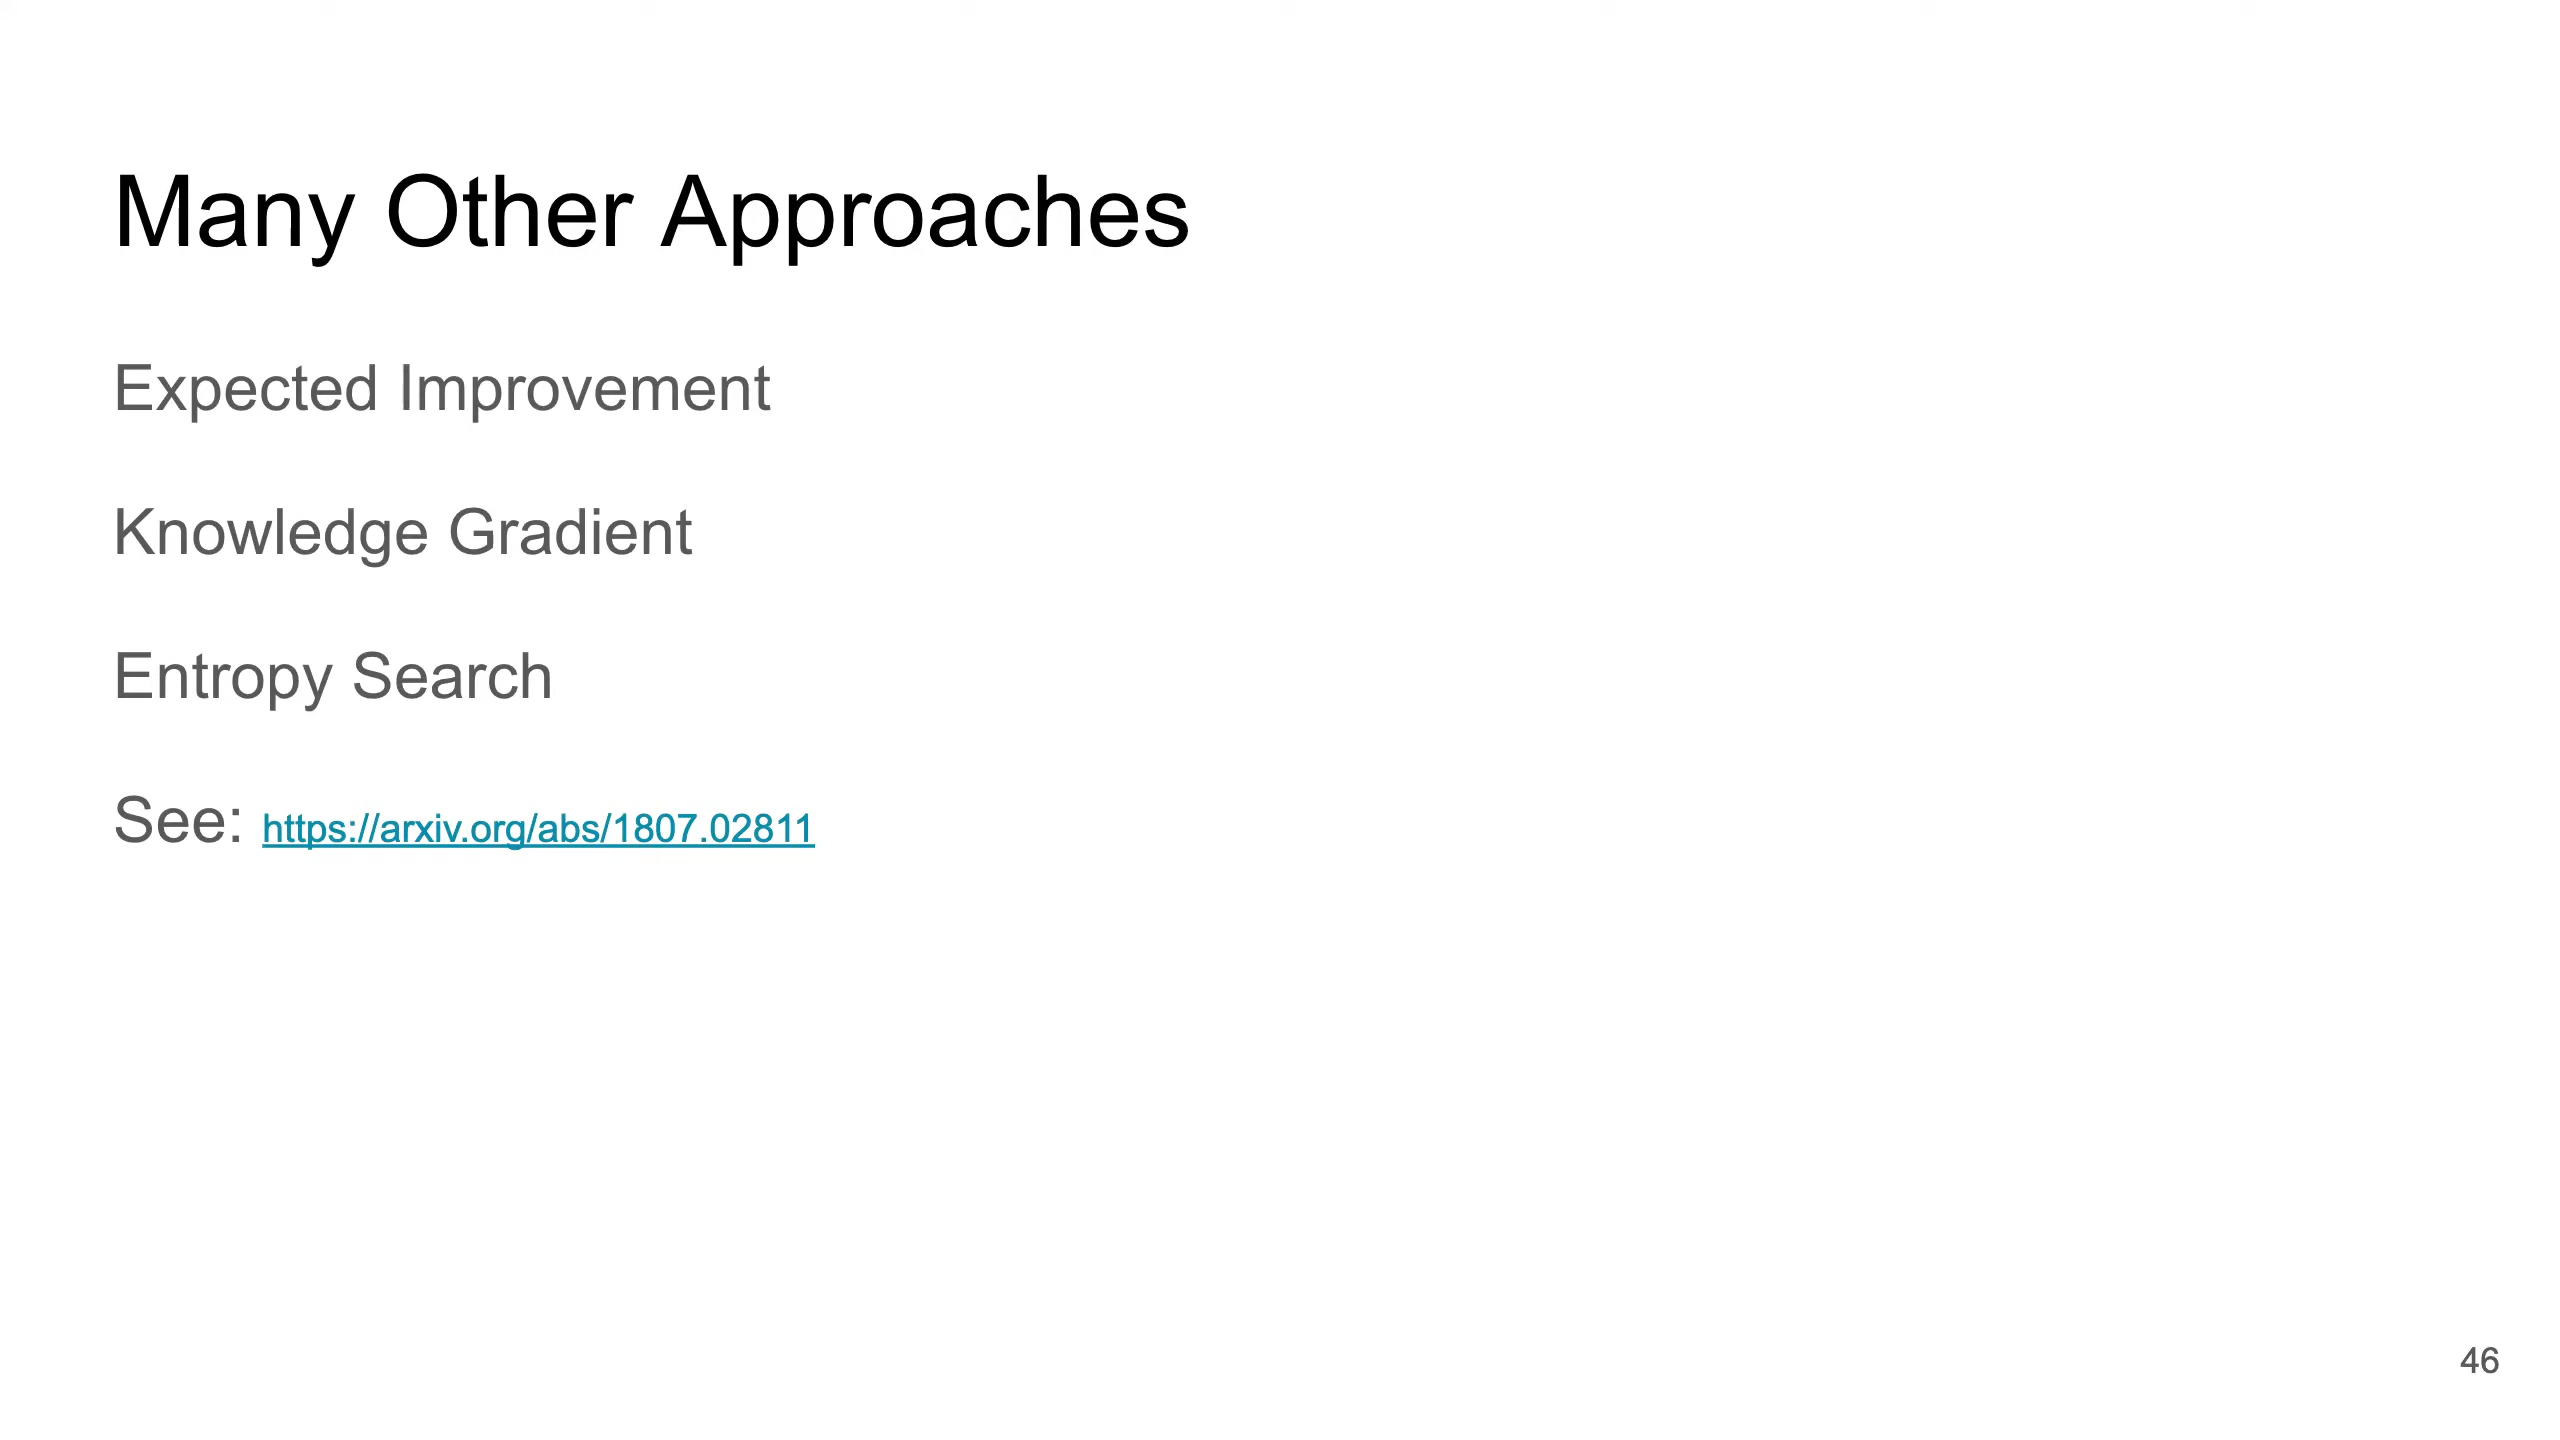 Many Other Approaches
Expected Improvement
Knowledge Gradient
Entropy Search
See: https://arxiv.org/abs/1807.02811
46